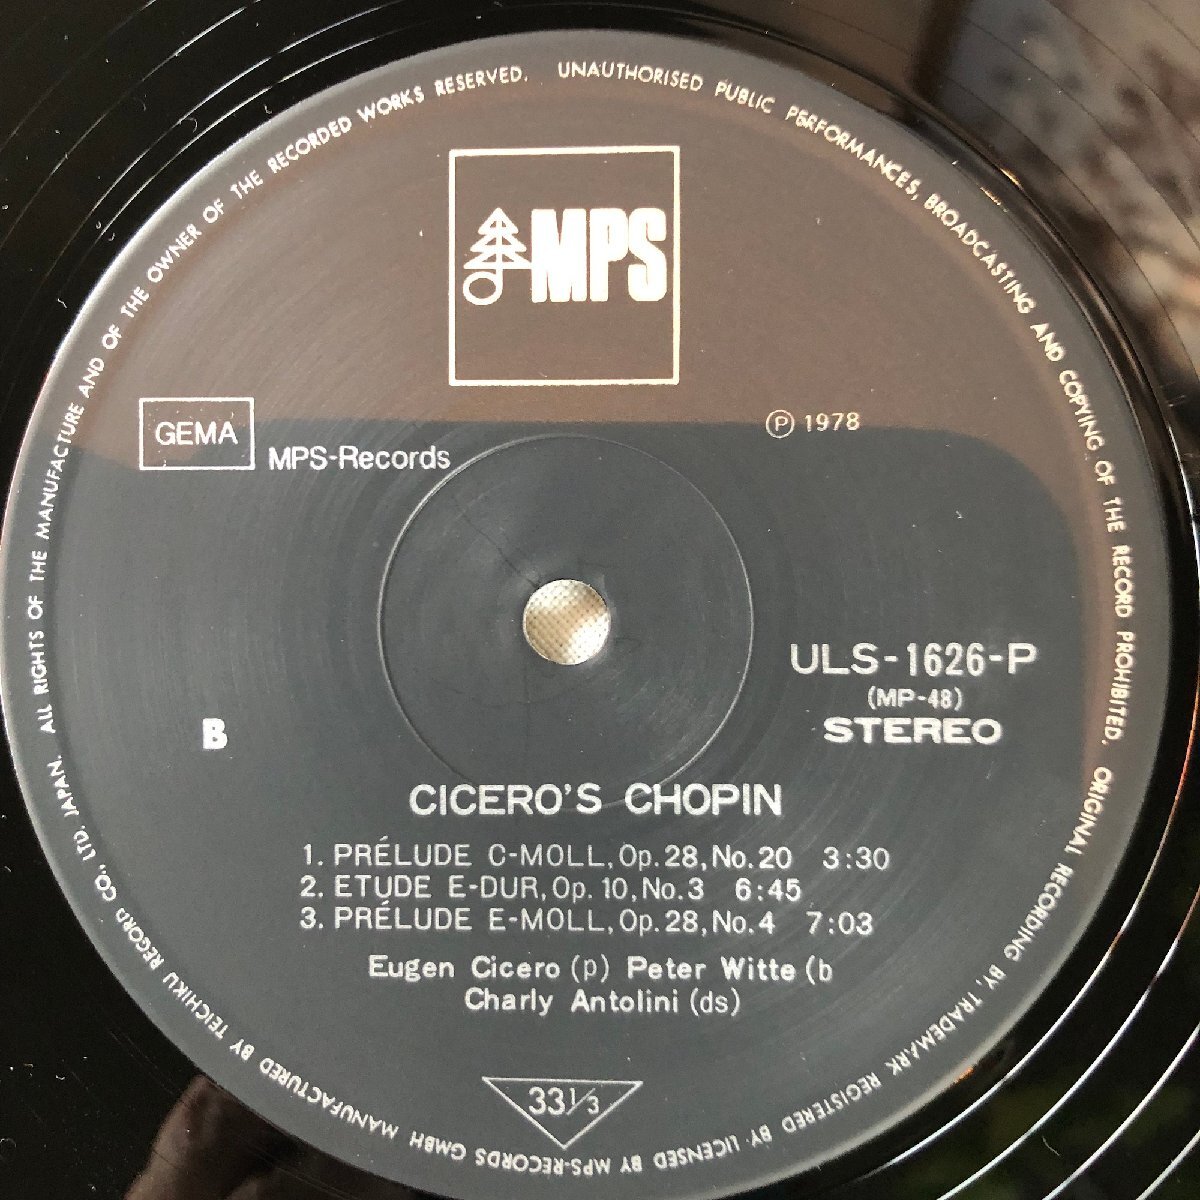 ALL RIGHTS OF THE MANUFACTURE AND OF THE OWNER OF THE RECORDED WORKS RESERVED. UNAUTHORISED PUBLIC PERFORMANCES, BROADCASTING AND COPYING OF THE RECORD PROHIBITED. ORIGINAL RECORDING BY, TRADEMARK REGISTERED BY LICENSED BY MPS-RECORDS GMBH MANUFACTURED BY TEICHIKU RECORD CO., LTD, JAPAN.
MPS
GEMA
MPS-Records
℗ 1978
ULS-1626-P
(MP-48)
STEREO
B
CICERO'S CHOPIN
1. PRÉLUDE C-MOLL, Op. 28, No. 20 3:30
2. ETUDE E-DUR, Op. 10, No. 3 6:45
3. PRÉLUDE E-MOLL, Op. 28, No. 4 7:03
Eugen Cicero (p) Peter Witte (b
Charly Antolini (ds)
33 1/3